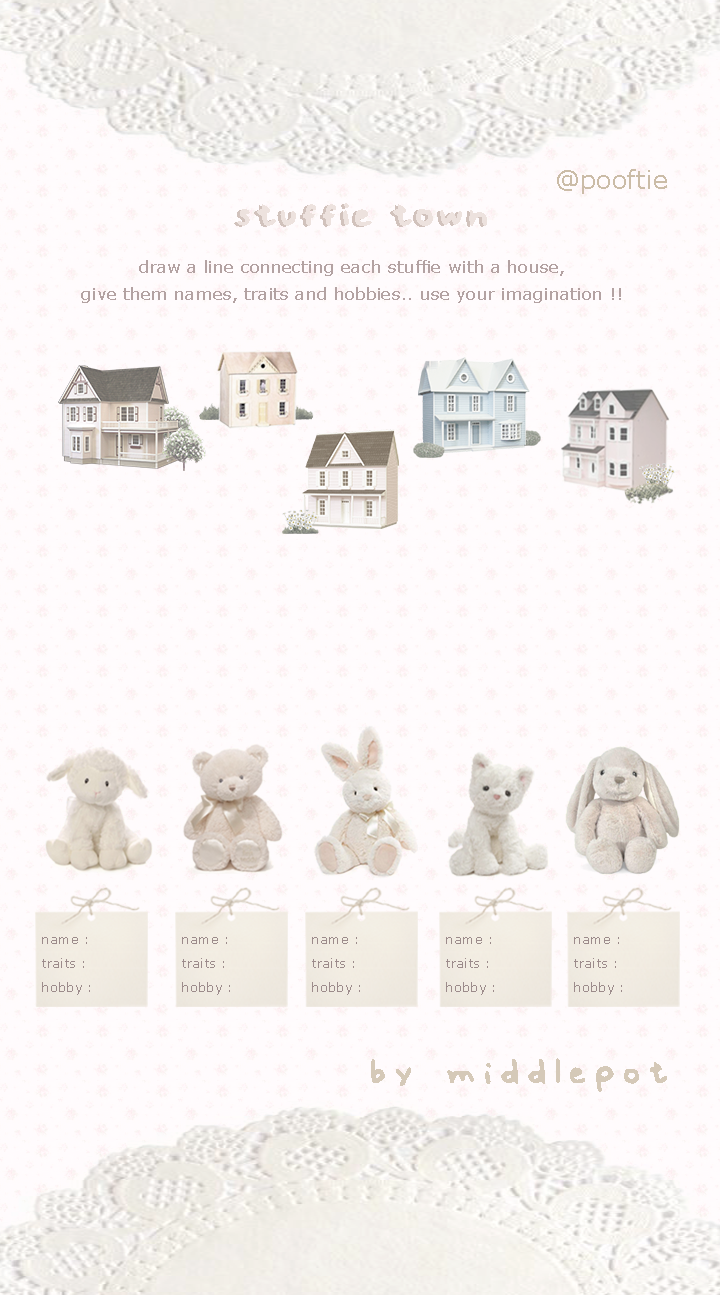 @pooftie
stuffie town
draw a line connecting each stuffie with a house,
give them names, traits and hobbies.. use your imagination !!
name :
traits :
hobby :
name :
traits :
hobby :
name :
traits :
hobby :
name :
traits :
hobby :
name :
traits :
hobby :
by middlepot